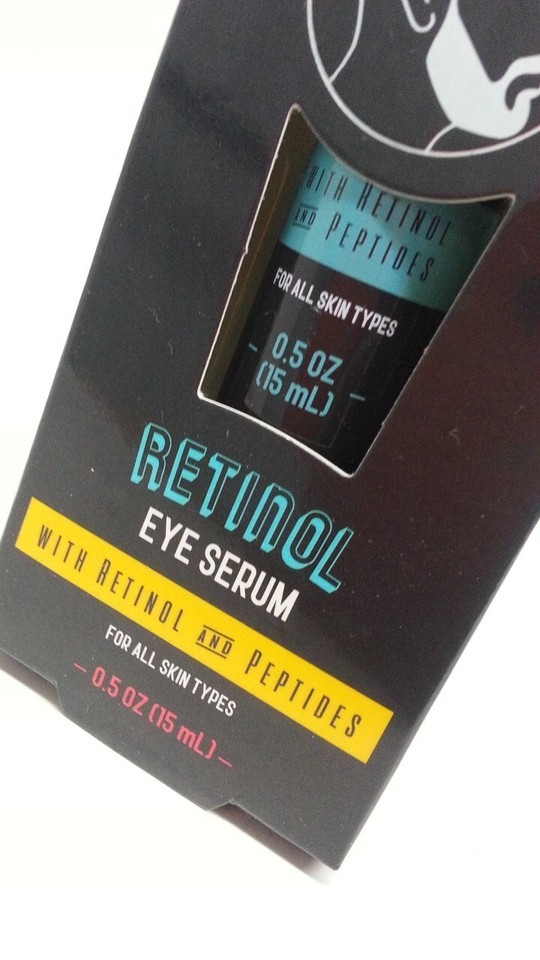 WITH RETINOL
AND PEPTIDES
FOR ALL SKIN TYPES
- 0.5 OZ -
(15 mL)
RETINOL
EYE SERUM
WITH RETINOL AND PEPTIDES
FOR ALL SKIN TYPES
- 0.5 OZ (15 mL) -